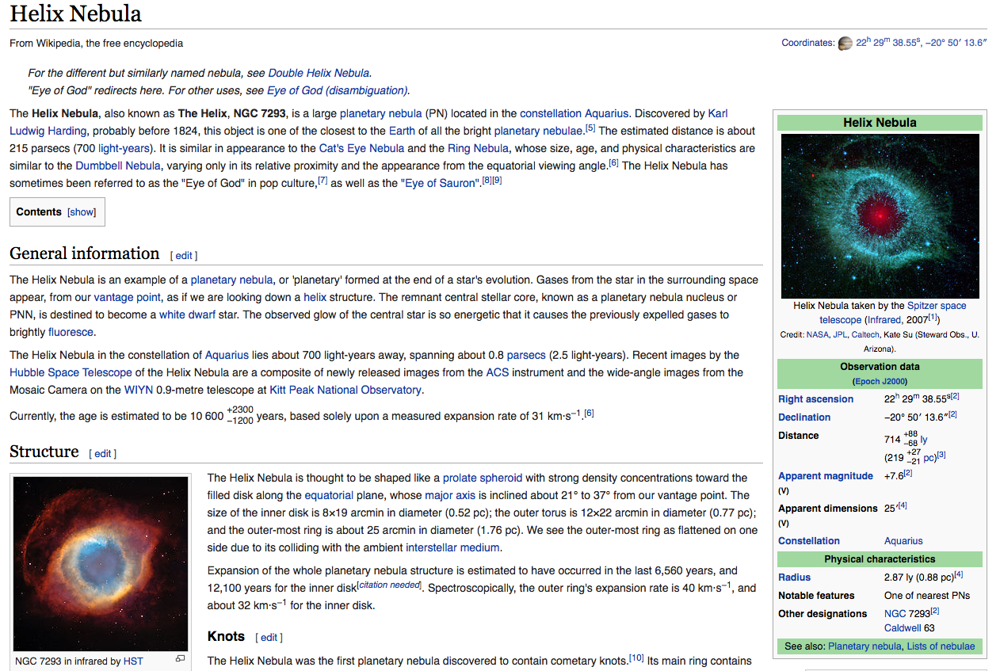 Helix Nebula
From Wikipedia, the free encyclopedia
Coordinates: 22h 29m 38.55s, −20° 50′ 13.6″
For the different but similarly named nebula, see Double Helix Nebula.
"Eye of God" redirects here. For other uses, see Eye of God (disambiguation).
The Helix Nebula, also known as The Helix, NGC 7293, is a large planetary nebula (PN) located in the constellation Aquarius. Discovered by Karl
Ludwig Harding, probably before 1824, this object is one of the closest to the Earth of all the bright planetary nebulae.[5] The estimated distance is about
215 parsecs (700 light-years). It is similar in appearance to the Cat's Eye Nebula and the Ring Nebula, whose size, age, and physical characteristics are
similar to the Dumbbell Nebula, varying only in its relative proximity and the appearance from the equatorial viewing angle.[6] The Helix Nebula has
sometimes been referred to as the "Eye of God" in pop culture,[7] as well as the "Eye of Sauron".[8][9]
Contents [show]
General information [ edit ]
The Helix Nebula is an example of a planetary nebula, or 'planetary' formed at the end of a star's evolution. Gases from the star in the surrounding space
appear, from our vantage point, as if we are looking down a helix structure. The remnant central stellar core, known as a planetary nebula nucleus or
PNN, is destined to become a white dwarf star. The observed glow of the central star is so energetic that it causes the previously expelled gases to
brightly fluoresce.
The Helix Nebula in the constellation of Aquarius lies about 700 light-years away, spanning about 0.8 parsecs (2.5 light-years). Recent images by the
Hubble Space Telescope of the Helix Nebula are a composite of newly released images from the ACS instrument and the wide-angle images from the
Mosaic Camera on the WIYN 0.9-metre telescope at Kitt Peak National Observatory.
Currently, the age is estimated to be 10 600 +2300 −1200 years, based solely upon a measured expansion rate of 31 km·s−1.[6]
Structure [ edit ]
The Helix Nebula is thought to be shaped like a prolate spheroid with strong density concentrations toward the
filled disk along the equatorial plane, whose major axis is inclined about 21° to 37° from our vantage point. The
size of the inner disk is 8×19 arcmin in diameter (0.52 pc); the outer torus is 12×22 arcmin in diameter (0.77 pc);
and the outer-most ring is about 25 arcmin in diameter (1.76 pc). We see the outer-most ring as flattened on one
side due to its colliding with the ambient interstellar medium.
Expansion of the whole planetary nebula structure is estimated to have occurred in the last 6,560 years, and
12,100 years for the inner disk[citation needed]. Spectroscopically, the outer ring's expansion rate is 40 km·s−1, and
about 32 km·s−1 for the inner disk.
NGC 7293 in infrared by HST
Knots [ edit ]
The Helix Nebula was the first planetary nebula discovered to contain cometary knots.[10] Its main ring contains
Helix Nebula
Helix Nebula taken by the Spitzer space
telescope (Infrared, 2007[1])
Credit: NASA, JPL, Caltech, Kate Su (Steward Obs., U.
Arizona).
Observation data
(Epoch J2000)
Right ascension 22h 29m 38.55s[2]
Declination −20° 50′ 13.6″[2]
Distance 714 +88 −68 ly
(219 +27 −21 pc)[3]
Apparent magnitude +7.6[2]
(V)
Apparent dimensions 25′[4]
(V)
Constellation Aquarius
Physical characteristics
Radius 2.87 ly (0.88 pc)[4]
Notable features One of nearest PNs
Other designations NGC 7293[2]
Caldwell 63
See also: Planetary nebula, Lists of nebulae